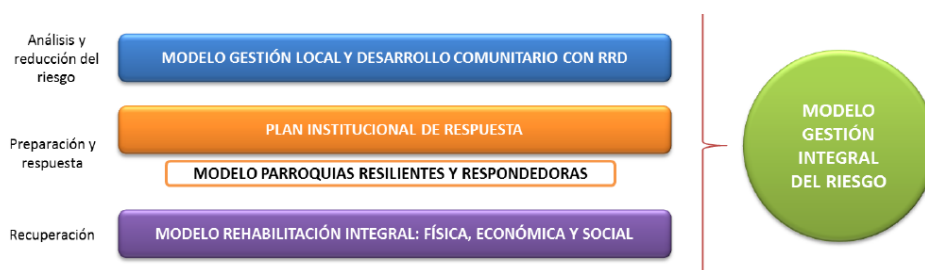 Análisis y
reducción del
riesgo
MODELO GESTIÓN LOCAL Y DESARROLLO COMUNITARIO CON RRD
Preparación y
respuesta
PLAN INSTITUCIONAL DE RESPUESTA
MODELO PARROQUIAS RESILIENTES Y RESPONDEDORAS
Recuperación
MODELO REHABILITACIÓN INTEGRAL: FÍSICA, ECONÓMICA Y SOCIAL
MODELO
GESTIÓN
INTEGRAL
DEL RIESGO